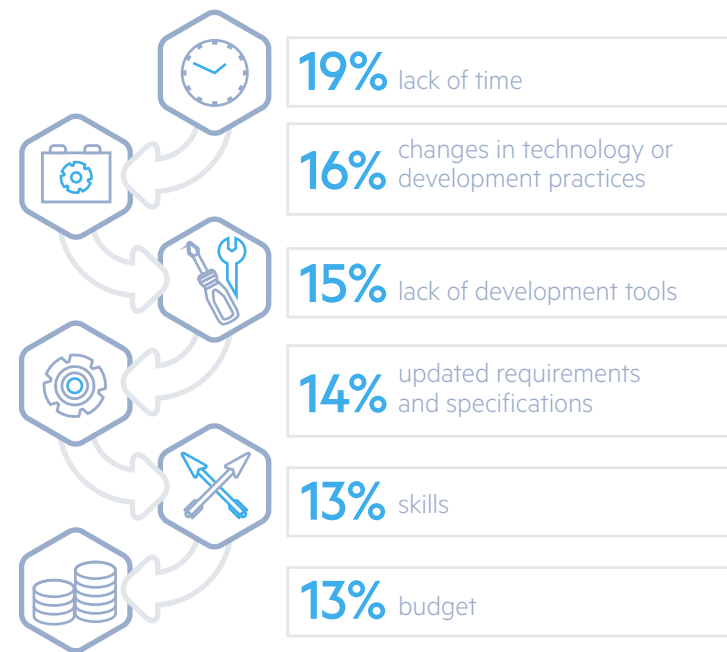 19% lack of time
16% changes in technology or
development practices
15% lack of development tools
14% updated requirements
and specifications
13% skills
13% budget